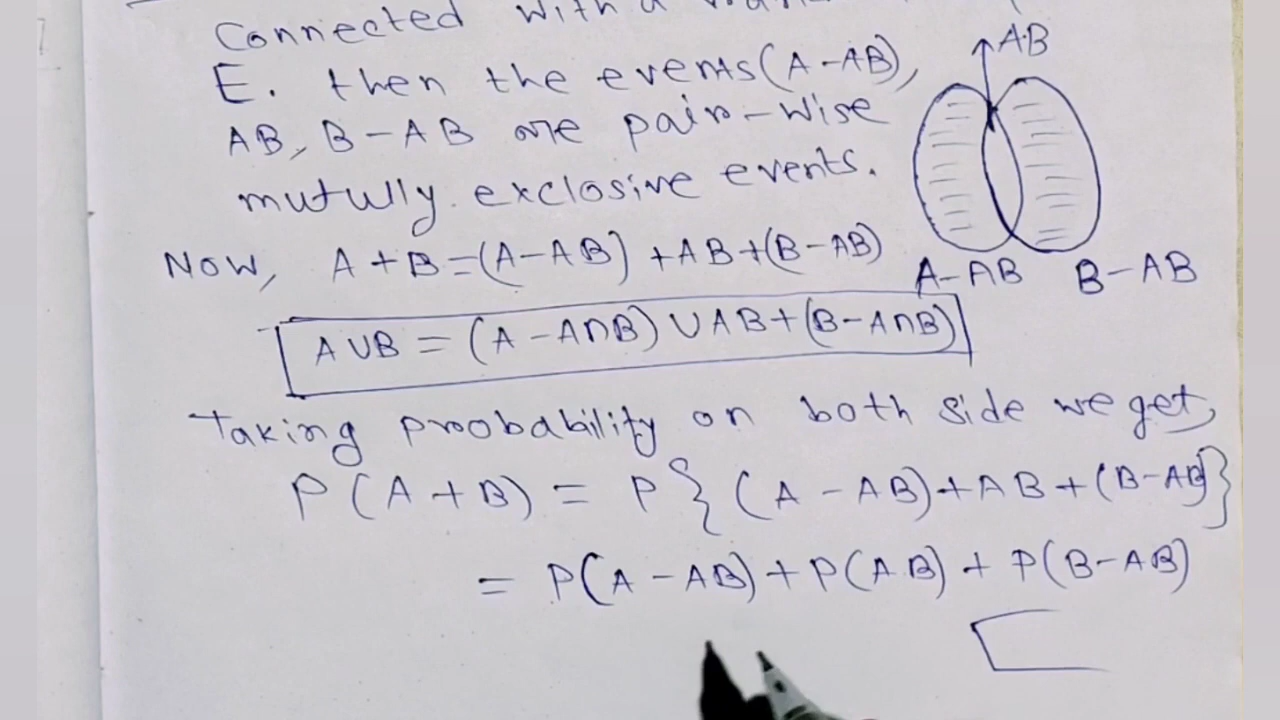 Connected with a
E. then the events (A-AB),
AB, B-AB are pair-wise
mutully exclosive events.
AB
A-AB B-AB
Now, A+B=(A-AB)+AB+(B-AB)
A∪B = (A-A∩B)∪AB+(B-A∩B)
Taking probability on both side we get,
P(A+B) = P{(A-AB)+AB+(B-AB)}
= P(A-AB)+P(AB)+P(B-AB)